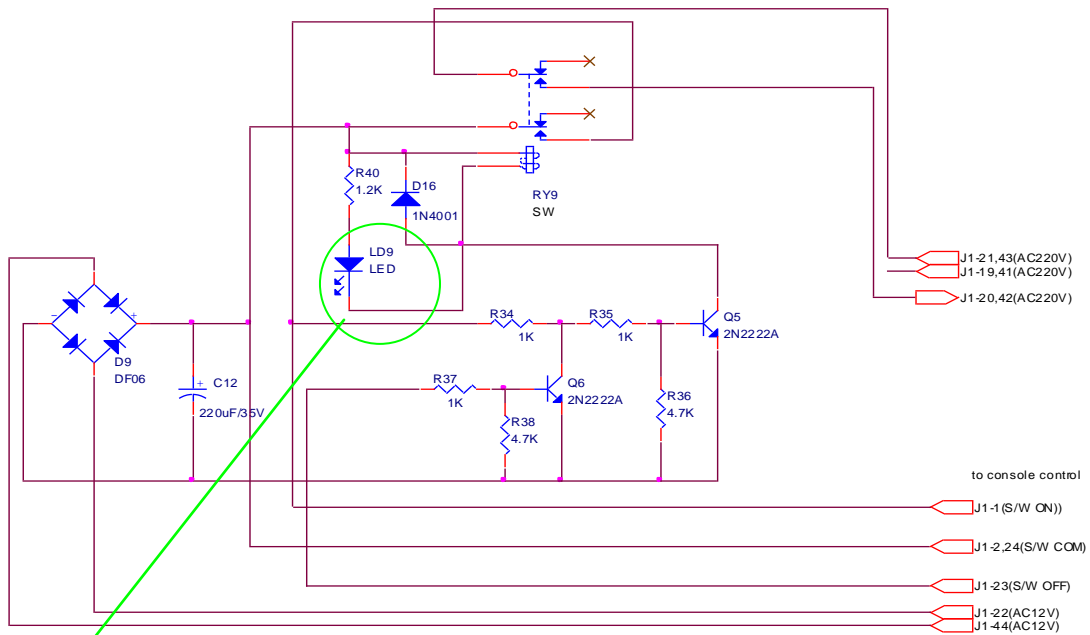 R40
1.2K
D16
1N4001
RY9
SW
LD9
LED
J1-21,43(AC220V)
J1-19,41(AC220V)
J1-20,42(AC220V)
-
+
D9
DF06
+
C12
220uF/35V
R34
1K
R35
1K
Q5
2N2222A
R37
1K
Q6
2N2222A
R38
4.7K
R36
4.7K
to console control
J1-1(S/W ON))
J1-2,24(S/W COM)
J1-23(S/W OFF)
J1-22(AC12V)
J1-44(AC12V)